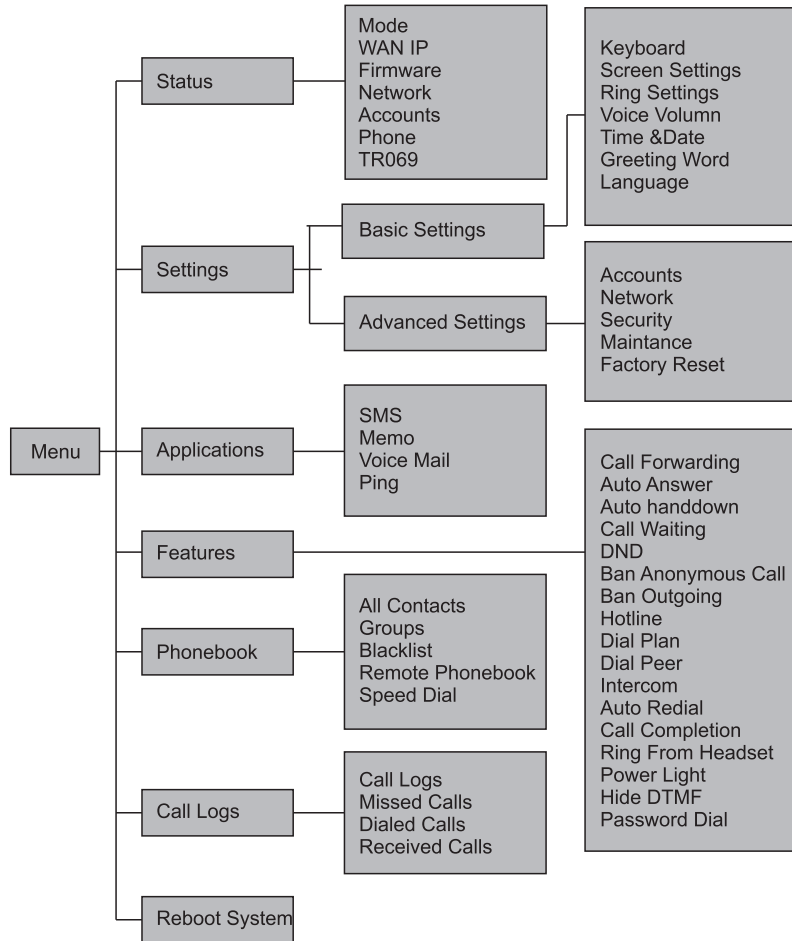 Menu
Status
Mode
WAN IP
Firmware
Network
Accounts
Phone
TR069
Settings
Basic Settings
Keyboard
Screen Settings
Ring Settings
Voice Volumn
Time &Date
Greeting Word
Language
Advanced Settings
Accounts
Network
Security
Maintance
Factory Reset
Applications
SMS
Memo
Voice Mail
Ping
Features
Call Forwarding
Auto Answer
Auto handdown
Call Waiting
DND
Ban Anonymous Call
Ban Outgoing
Hotline
Dial Plan
Dial Peer
Intercom
Auto Redial
Call Completion
Ring From Headset
Power Light
Hide DTMF
Password Dial
Phonebook
All Contacts
Groups
Blacklist
Remote Phonebook
Speed Dial
Call Logs
Call Logs
Missed Calls
Dialed Calls
Received Calls
Reboot System